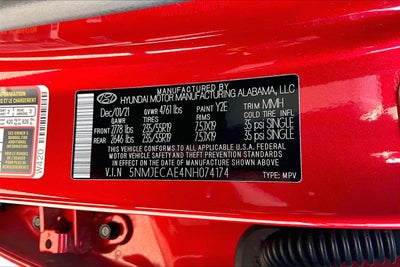 MANUFACTURED BY
HYUNDAI MOTOR MANUFACTURING ALABAMA, LLC
Dec/01/21 GVWR 4761 lbs PAINT Y2E TRIM MMH
GAWR TIRES RIMS COLD TIRE INFL
FRONT 2778 lbs 235/55R19 7.5JX19 35 psi SINGLE
REAR 2646 lbs 235/55R19 7.5JX19 35 psi SINGLE
THIS VEHICLE CONFORMS TO ALL APPLICABLE U.S.A. FEDERAL
MOTOR VEHICLE SAFETY STANDARDS
IN EFFECT ON THE DATE OF MANUFACTURE SHOWN ABOVE
V.I.N 5NMJECAE4NH074174 TYPE: MPV